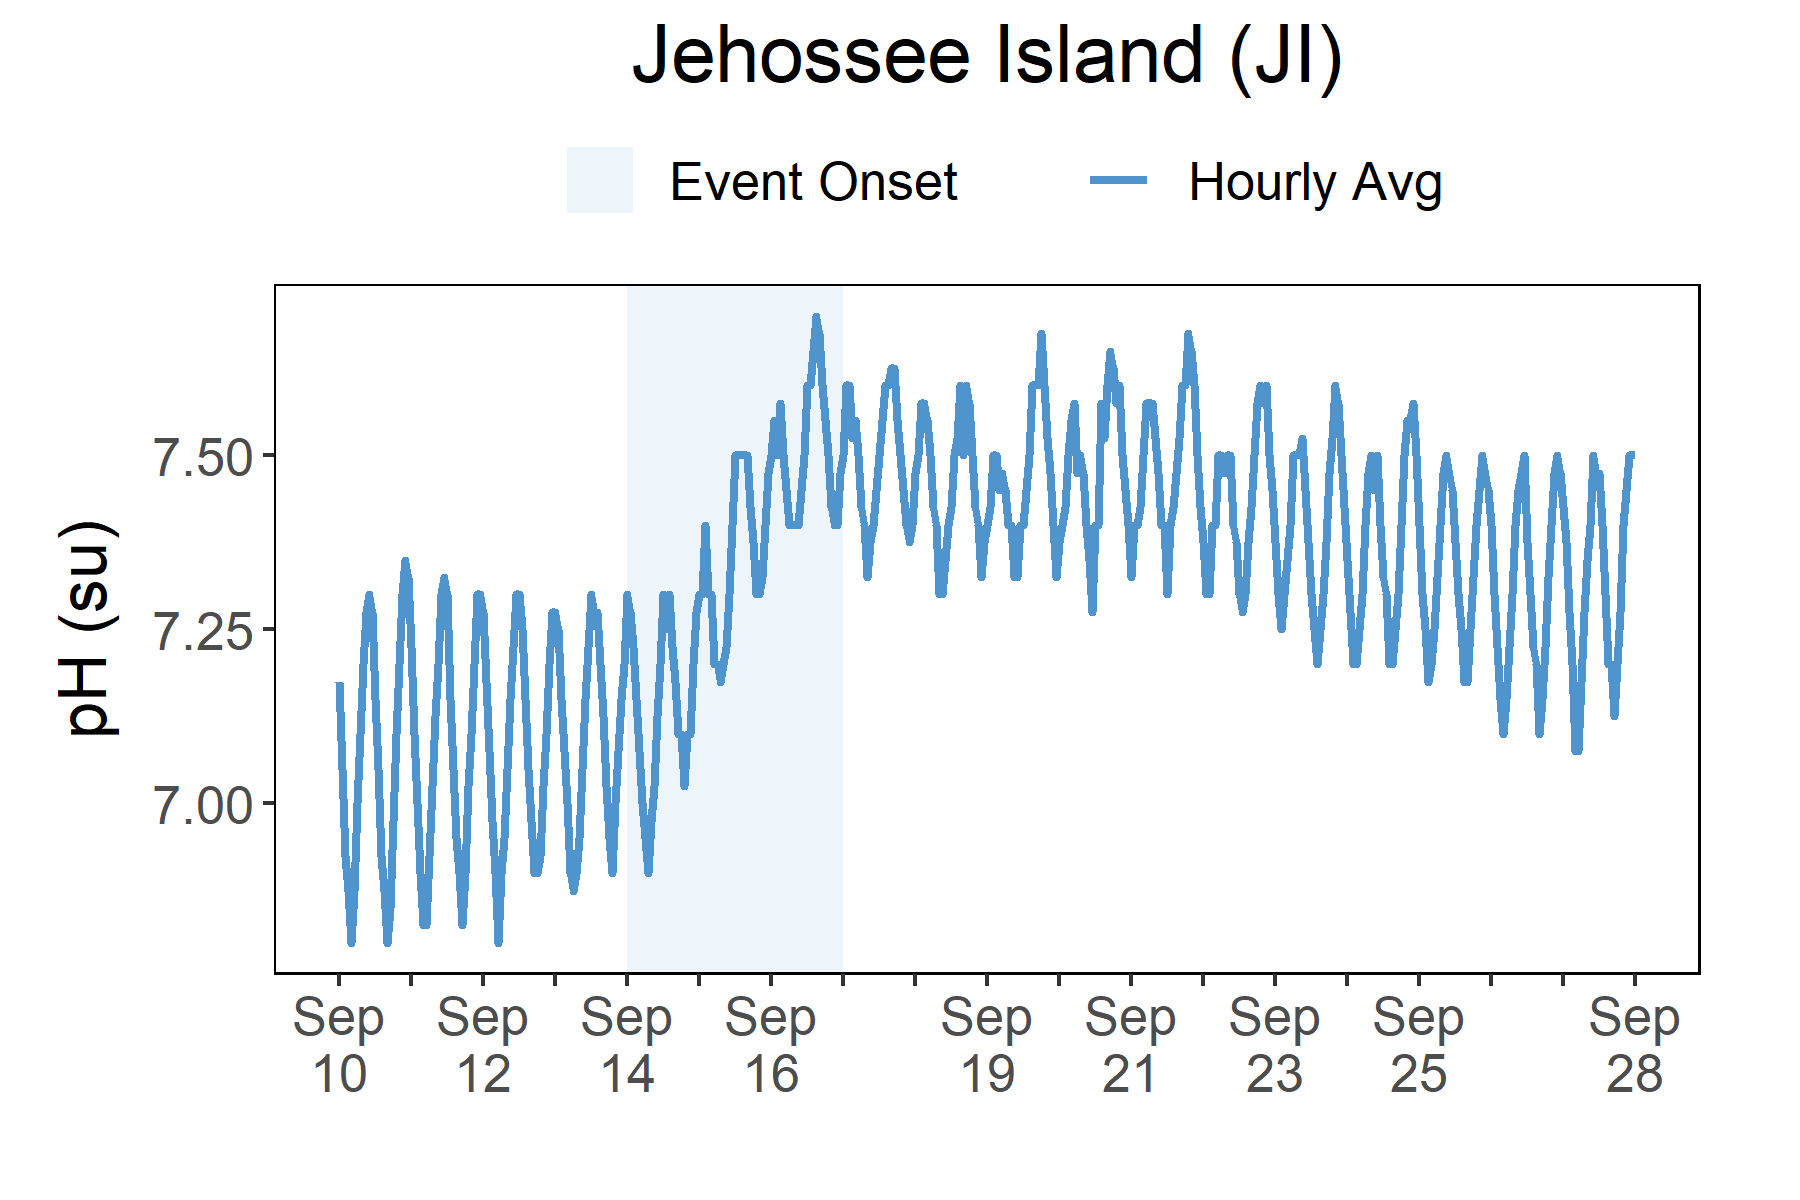 Jehossee Island (JI)
Event Onset Hourly Avg
pH (su)
7.50
7.25
7.00
Sep Sep Sep Sep Sep Sep Sep Sep Sep
10 12 14 16 19 21 23 25 28